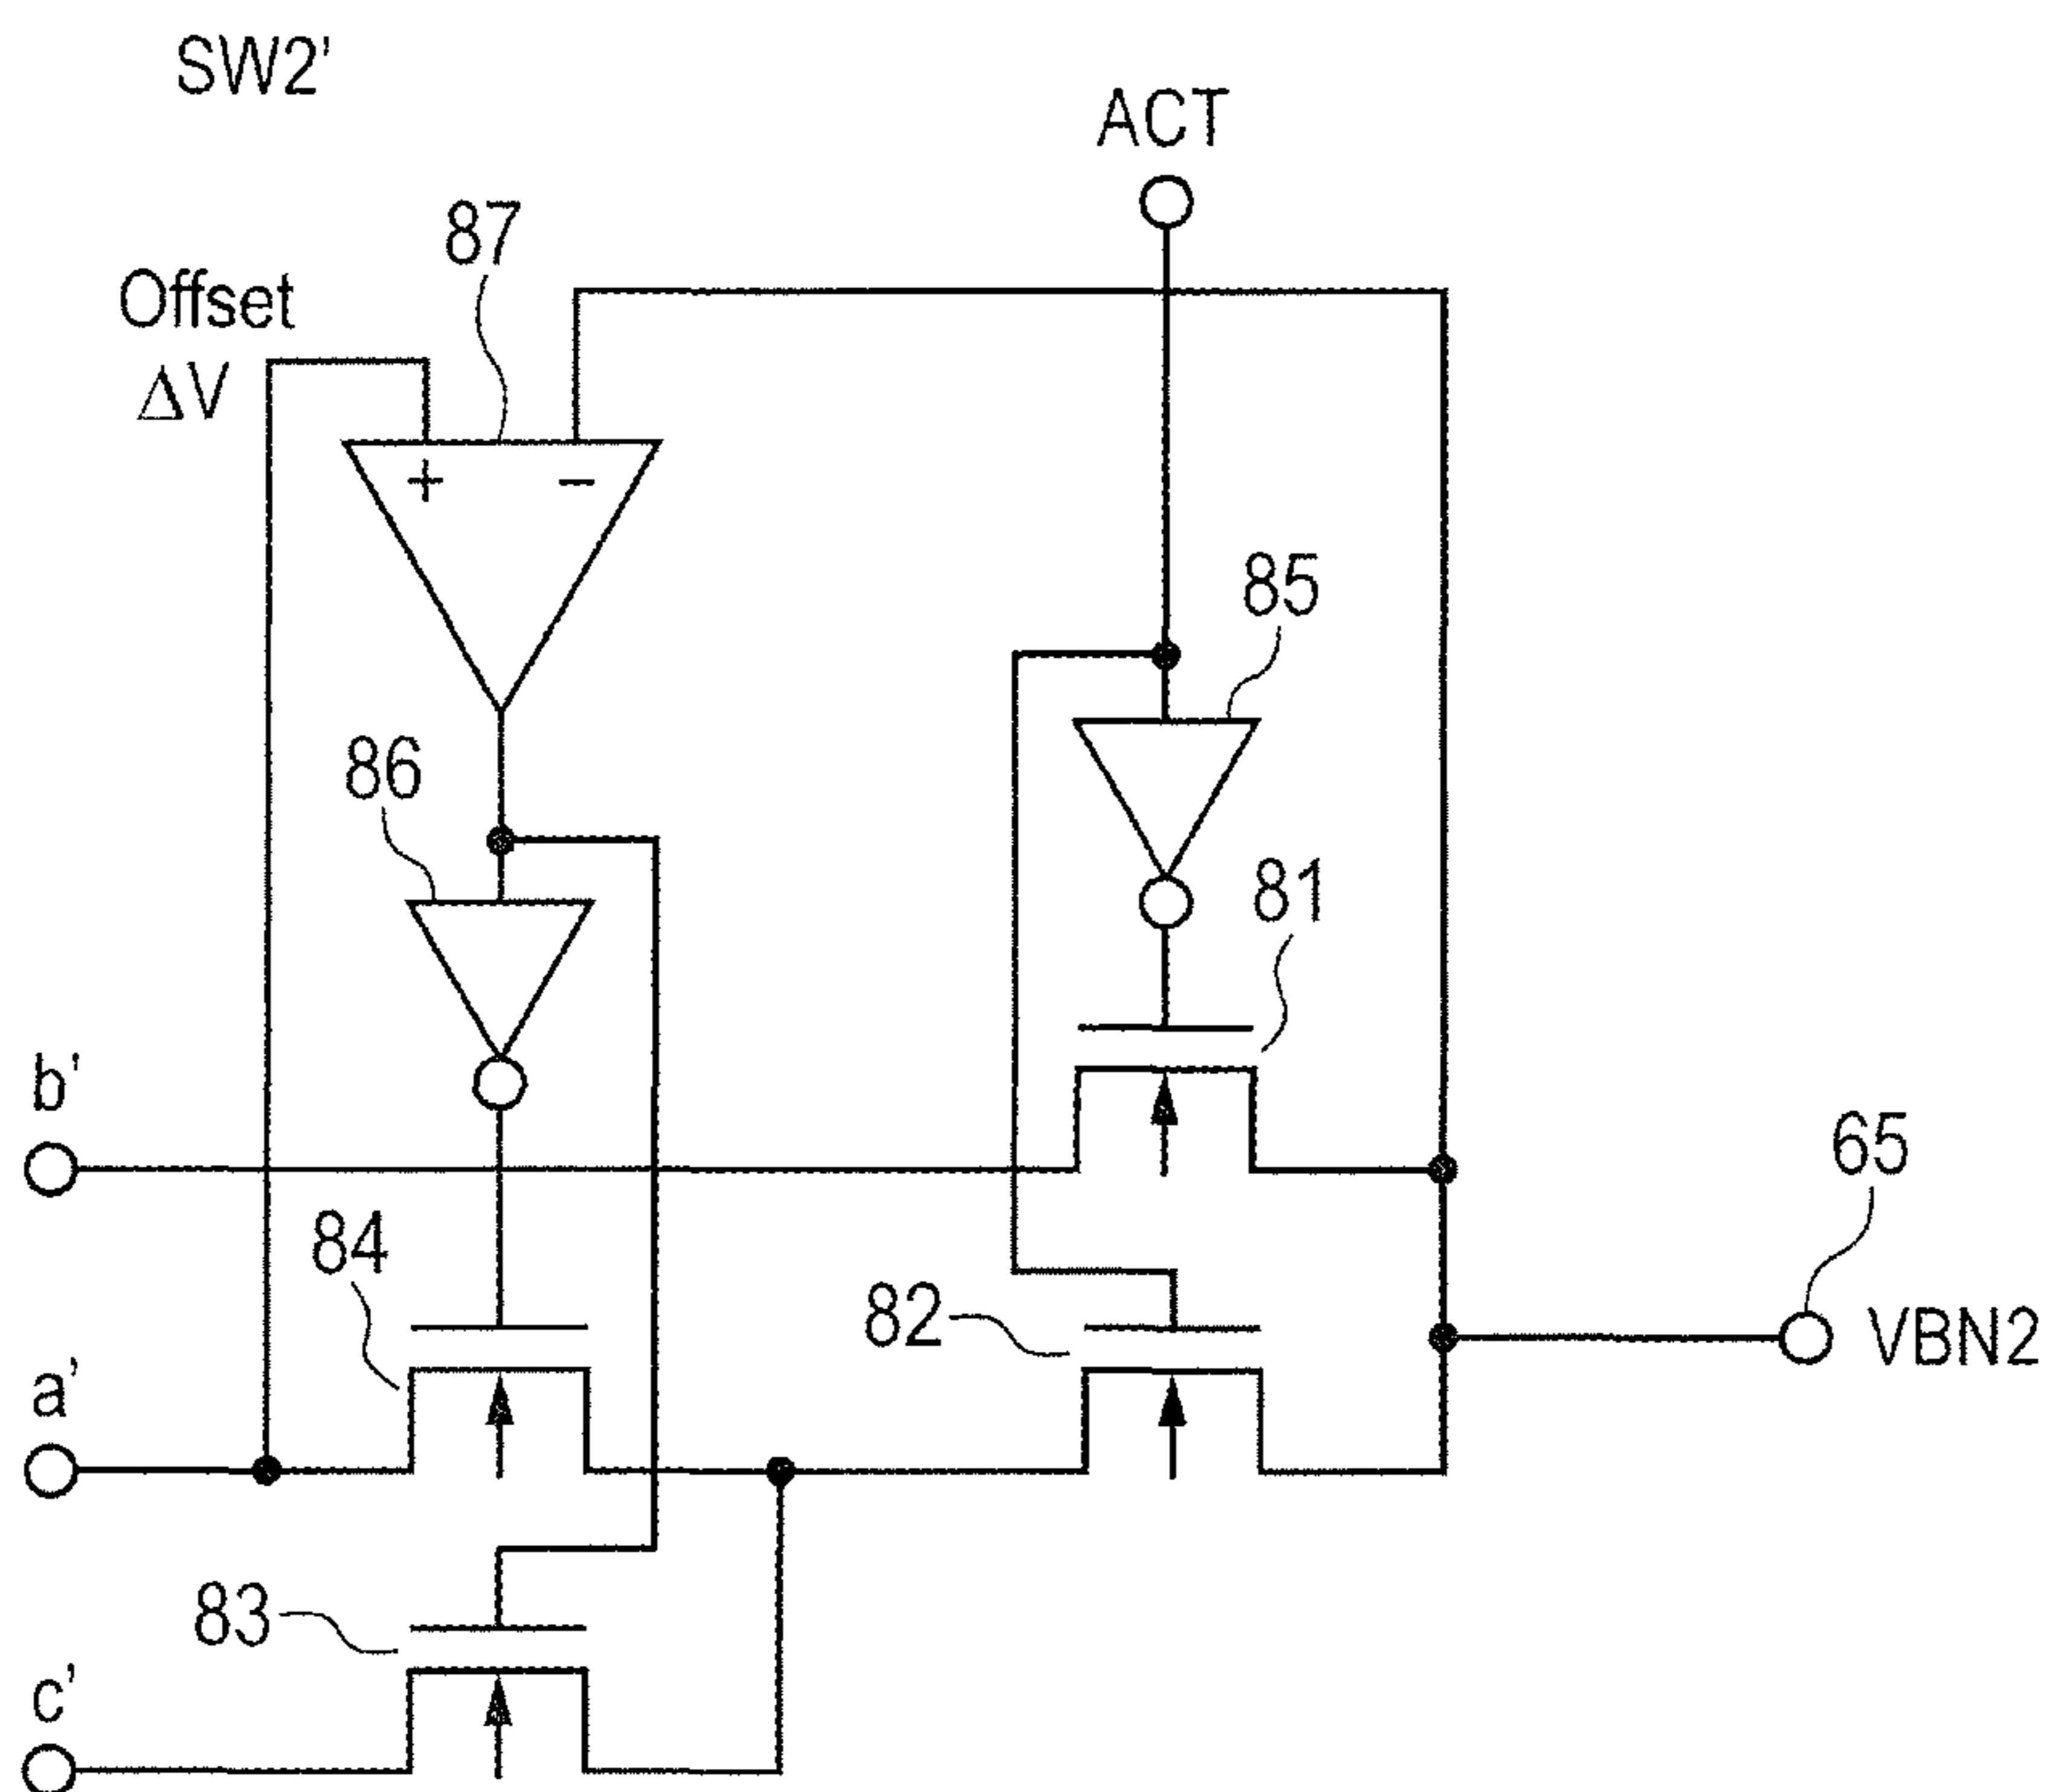 SW2'
ACT
87
Offset
ΔV
+
−
85
86
81
b'
65
84
82
VBN2
a'
83
c'